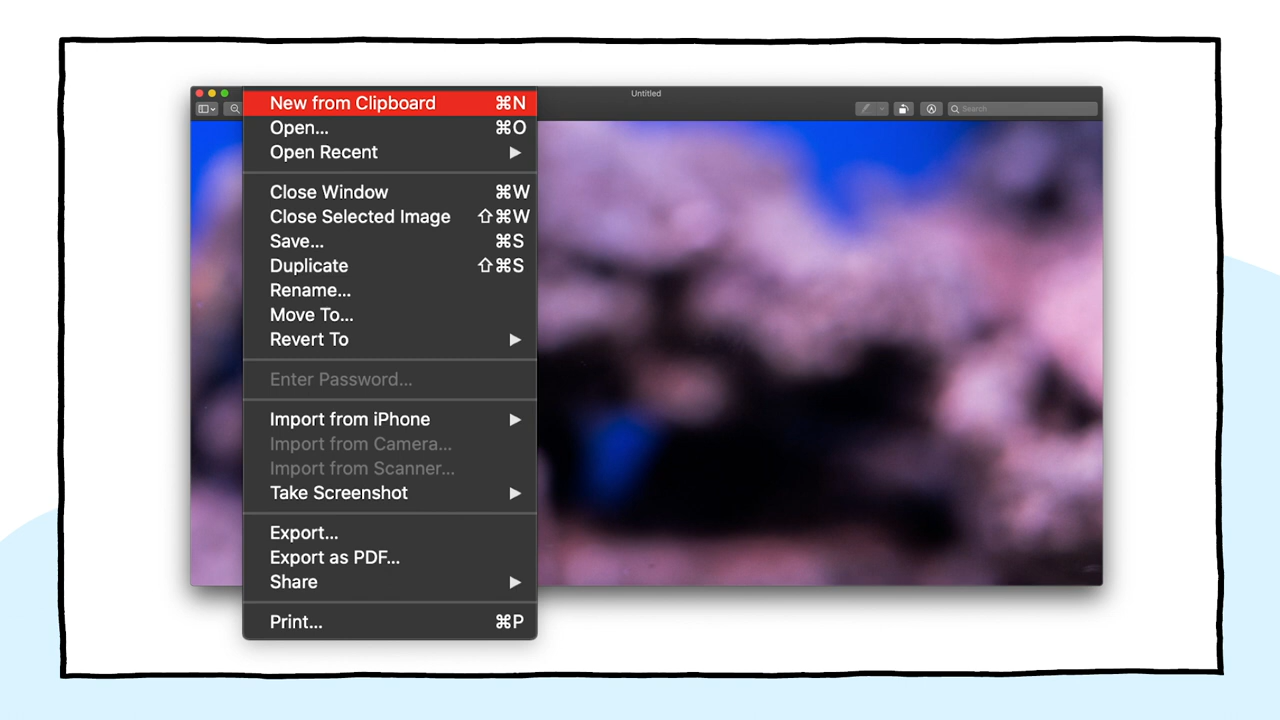 Untitled
Search
New from Clipboard ⌘N
Open... ⌘O
Open Recent ▶
Close Window ⌘W
Close Selected Image ⇧⌘W
Save... ⌘S
Duplicate ⇧⌘S
Rename...
Move To...
Revert To ▶
Enter Password...
Import from iPhone ▶
Import from Camera...
Import from Scanner...
Take Screenshot ▶
Export...
Export as PDF...
Share ▶
Print... ⌘P